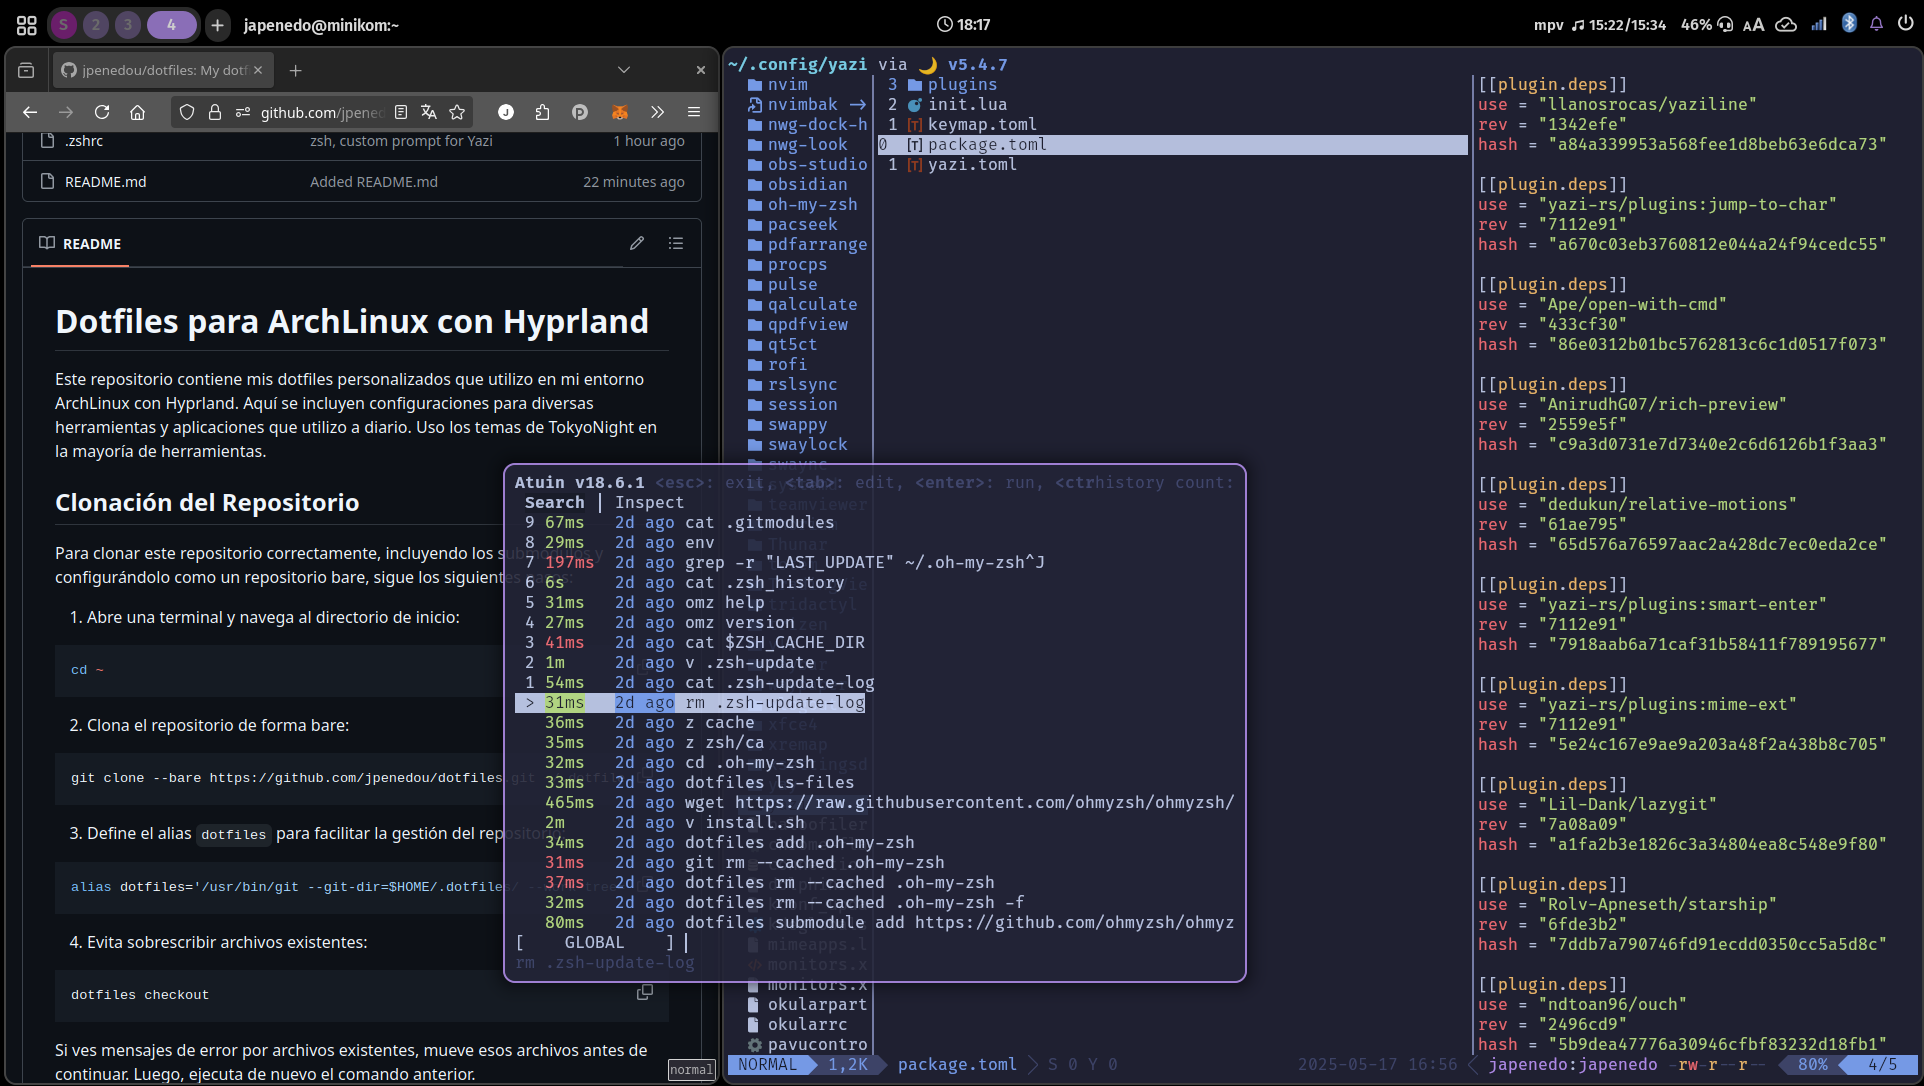 S 2 3 4 + japenedo@minikom:~
18:17
mpv 15:22/15:34 46% AA
jpenedou/dotfiles: My dotf
github.com/jpened
.zshrc zsh, custom prompt for Yazi 1 hour ago
README.md Added README.md 22 minutes ago
README
Dotfiles para ArchLinux con Hyprland
Este repositorio contiene mis dotfiles personalizados que utilizo en mi entorno
ArchLinux con Hyprland. Aquí se incluyen configuraciones para diversas
herramientas y aplicaciones que utilizo a diario. Uso los temas de TokyoNight en
la mayoría de herramientas.
Clonación del Repositorio
Para clonar este repositorio correctamente, incluyendo los submódulos y
configurándolo como un repositorio bare, sigue los siguientes
1. Abre una terminal y navega al directorio de inicio:
cd ~
2. Clona el repositorio de forma bare:
git clone --bare https://github.com/jpenedou/dotfiles.git
3. Define el alias dotfiles para facilitar la gestión del repositorio
alias dotfiles='/usr/bin/git --git-dir=$HOME/.dotfiles/
4. Evita sobrescribir archivos existentes:
dotfiles checkout
Si ves mensajes de error por archivos existentes, mueve esos archivos antes de
continuar. Luego, ejecuta de nuevo el comando anterior.
normal
~/.config/yazi via v5.4.7
nvim
nvimbak ->
nwg-dock-h
nwg-look
obs-studio
obsidian
oh-my-zsh
pacseek
pdfarrange
procps
pulse
qalculate
qpdfview
qt5ct
rofi
rslsync
session
swappy
swaylock
swaync
3 plugins
2 init.lua
1 [T] keymap.toml
0 [T] package.toml
1 [T] yazi.toml
Atuin v18.6.1 <esc>: exit, <tab>: edit, <enter>: run, <ctrhistory count:
Search | Inspect
9 67ms 2d ago cat .gitmodules
8 29ms 2d ago env
7 197ms 2d ago grep -r "LAST_UPDATE" ~/.oh-my-zsh^J
6 6s 2d ago cat .zsh_history
5 31ms 2d ago omz help
4 27ms 2d ago omz version
3 41ms 2d ago cat $ZSH_CACHE_DIR
2 1m 2d ago v .zsh-update
1 54ms 2d ago cat .zsh-update-log
> 31ms 2d ago rm .zsh-update-log
36ms 2d ago z cache
35ms 2d ago z zsh/ca
32ms 2d ago cd .oh-my-zsh
33ms 2d ago dotfiles ls-files
465ms 2d ago wget https://raw.githubusercontent.com/ohmyzsh/ohmyzsh/
2m 2d ago v install.sh
34ms 2d ago dotfiles add .oh-my-zsh
31ms 2d ago git rm --cached .oh-my-zsh
37ms 2d ago dotfiles rm --cached .oh-my-zsh
32ms 2d ago dotfiles rm --cached .oh-my-zsh -f
80ms 2d ago dotfiles submodule add https://github.com/ohmyzsh/ohmyz
[ GLOBAL ]
rm .zsh-update-log
mimeapps.l
monitors.x
monitors.x
okularpart
okularrc
pavucontro
[[plugin.deps]]
use = "llanosrocas/yaziline"
rev = "1342efe"
hash = "a84a339953a568fee1d8beb63e6dca73"
[[plugin.deps]]
use = "yazi-rs/plugins:jump-to-char"
rev = "7112e91"
hash = "a670c03eb3760812e044a24f94cedc55"
[[plugin.deps]]
use = "Ape/open-with-cmd"
rev = "433cf30"
hash = "86e0312b01bc5762813c6c1d0517f073"
[[plugin.deps]]
use = "AnirudhG07/rich-preview"
rev = "2559e5f"
hash = "c9a3d0731e7d7340e2c6d6126b1f3aa3"
[[plugin.deps]]
use = "dedukun/relative-motions"
rev = "61ae795"
hash = "65d576a76597aac2a428dc7ec0eda2ce"
[[plugin.deps]]
use = "yazi-rs/plugins:smart-enter"
rev = "7112e91"
hash = "7918aab6a71caf31b58411f789195677"
[[plugin.deps]]
use = "yazi-rs/plugins:mime-ext"
rev = "7112e91"
hash = "5e24c167e9ae9a203a48f2a438b8c705"
[[plugin.deps]]
use = "Lil-Dank/lazygit"
rev = "7a08a09"
hash = "a1fa2b3e1826c3a34804ea8c548e9f80"
[[plugin.deps]]
use = "Rolv-Apneseth/starship"
rev = "6fde3b2"
hash = "7ddb7a790746fd91ecdd0350cc5a5d8c"
[[plugin.deps]]
use = "ndtoan96/ouch"
rev = "2496cd9"
hash = "5b9dea47776a30946cfbf83232d18fb1"
NORMAL 1,2K package.toml S 0 Y 0 2025-05-17 16:56 japenedo:japenedo -rw-r--r-- 80% 4/5